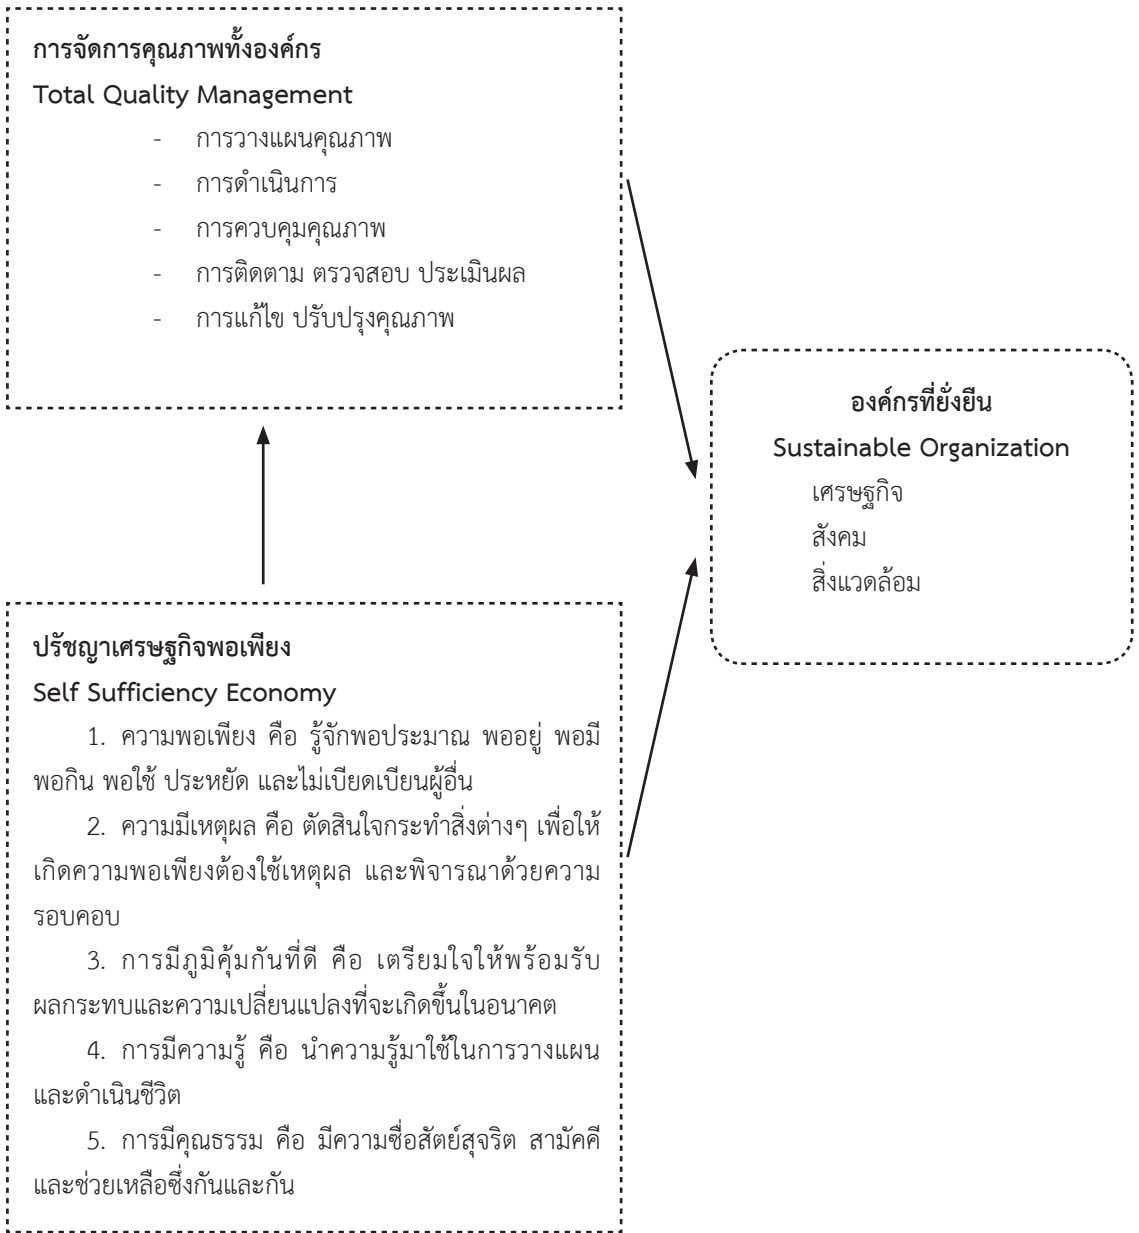 การจัดการคุณภาพทั้งองค์กร
Total Quality Management
- การวางแผนคุณภาพ
- การดำเนินการ
- การควบคุมคุณภาพ
- การติดตาม ตรวจสอบ ประเมินผล
- การแก้ไข ปรับปรุงคุณภาพ
องค์กรที่ยั่งยืน
Sustainable Organization
เศรษฐกิจ
สังคม
สิ่งแวดล้อม
ปรัชญาเศรษฐกิจพอเพียง
Self Sufficiency Economy
1. ความพอเพียง คือ รู้จักพอประมาณ พออยู่ พอมี
พอกิน พอใช้ ประหยัด และไม่เบียดเบียนผู้อื่น
2. ความมีเหตุผล คือ ตัดสินใจกระทำสิ่งต่างๆ เพื่อให้
เกิดความพอเพียงต้องใช้เหตุผล และพิจารณาด้วยความ
รอบคอบ
3. การมีภูมิคุ้มกันที่ดี คือ เตรียมใจให้พร้อมรับ
ผลกระทบและความเปลี่ยนแปลงที่จะเกิดขึ้นในอนาคต
4. การมีความรู้ คือ นำความรู้มาใช้ในการวางแผน
และดำเนินชีวิต
5. การมีคุณธรรม คือ มีความซื่อสัตย์สุจริต สามัคคี
และช่วยเหลือซึ่งกันและกัน